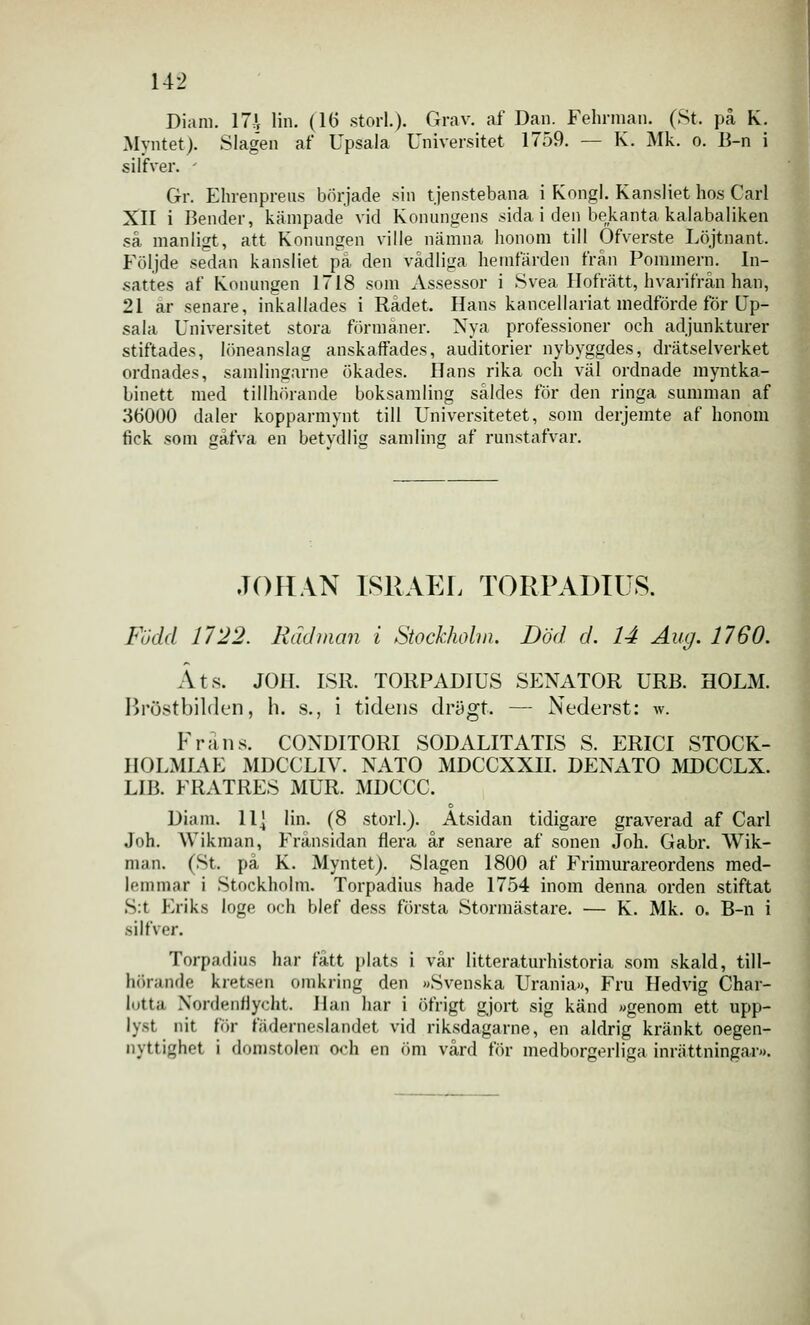 142
Diam. 17½ lin. (16 storl.). Grav. af Dan. Fehrman. (St. på K.
Myntet). Slagen af Upsala Universitet 1759. — K. Mk. o. B-n i
silfver.
Gr. Ehrenpreus började sin tjenstebana i Kongl. Kansliet hos Carl
XII i Bender, kämpade vid Konungens sida i den bekanta kalabaliken
så manligt, att Konungen ville nämna honom till Öfverste Löjtnant.
Följde sedan kansliet på den vådliga hemfärden från Pommern. In-
sattes af Konungen 1718 som Assessor i Svea Hofrätt, hvarifrån han,
21 år senare, inkallades i Rådet. Hans kancellariat medförde för Up-
sala Universitet stora förmåner. Nya professioner och adjunkturer
stiftades, löneanslag anskaffades, auditorier nybyggdes, drätselverket
ordnades, samlingarne ökades. Hans rika och väl ordnade myntka-
binett med tillhörande boksamling såldes för den ringa summan af
36000 daler kopparmynt till Universitetet, som derjemte af honom
fick som gåfva en betydlig samling af runstafvar.
JOHAN ISRAEL TORPADIUS.
Född 1722. Rådman i Stockholm. Död d. 14 Aug. 1760.
Åts. JOH. ISR. TORPADIUS SENATOR URB. HOLM.
Bröstbilden, h. s., i tidens drägt. — Nederst: w.
Frans. CONDITORI SODALITATIS S. ERICI STOCK-
HOLMIAE MDCCLIV. NATO MDCCXXII. DENATO MDCCLX.
LIB. FRATRES MUR. MDCCC.
Diam. 11½ lin. (8 storl.). Åtsidan tidigare graverad af Carl
Joh. Wikman, Frånsidan flera år senare af sonen Joh. Gabr. Wik-
man. (St. på K. Myntet). Slagen 1800 af Frimurareordens med-
lemmar i Stockholm. Torpadius hade 1754 inom denna orden stiftat
S:t Eriks loge och blef dess första Stormästare. — K. Mk. o. B-n i
silfver.
Torpadius har fått plats i vår litteraturhistoria som skald, till-
hörande kretsen omkring den »Svenska Urania», Fru Hedvig Char-
lotta Nordenflycht. Han har i öfrigt gjort sig känd »genom ett upp-
lyst nit för fäderneslandet vid riksdagarne, en aldrig kränkt oegen-
nyttighet i domstolen och en öm vård för medborgerliga inrättningar».